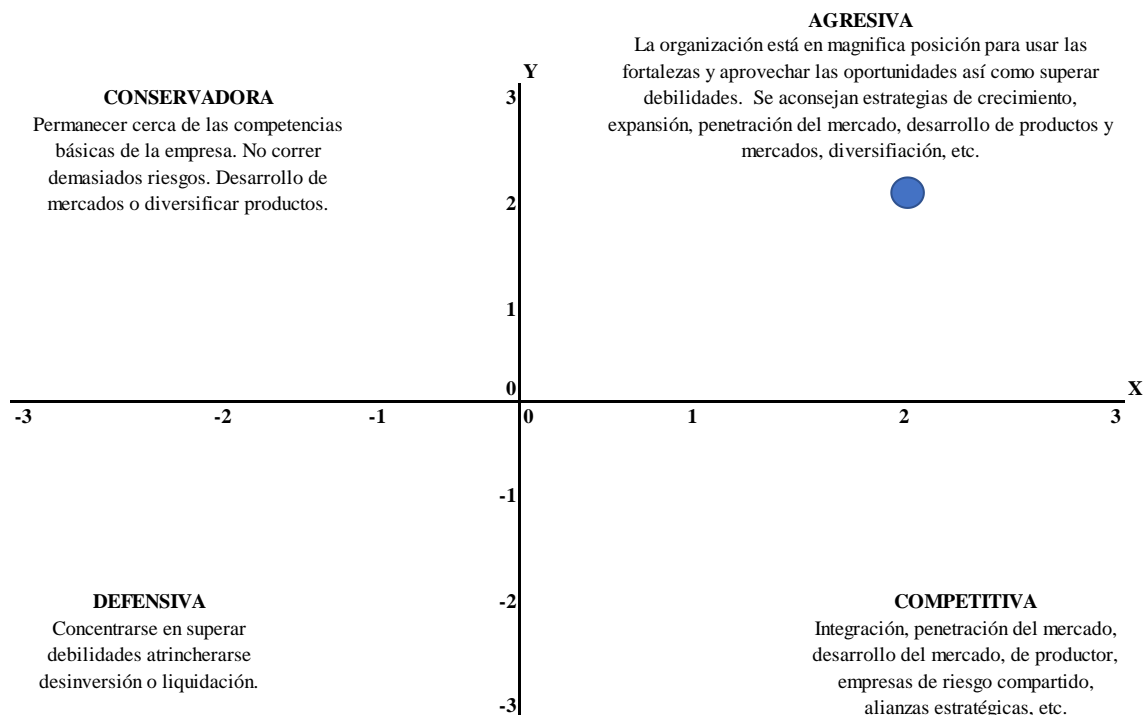 AGRESIVA
La organización está en magnifica posición para usar las
fortalezas y aprovechar las oportunidades así como superar
debilidades. Se aconsejan estrategias de crecimiento,
expansión, penetración del mercado, desarrollo de productos y
mercados, diversifiación, etc.
Y
CONSERVADORA
Permanecer cerca de las competencias
básicas de la empresa. No correr
demasiados riesgos. Desarrollo de
mercados o diversificar productos.
3
2
1
0
X
-3
-2
-1
0
1
2
3
-1
-2
-3
DEFENSIVA
Concentrarse en superar
debilidades atrincherarse
desinversión o liquidación.
COMPETITIVA
Integración, penetración del mercado,
desarrollo del mercado, de productor,
empresas de riesgo compartido,
alianzas estratégicas, etc.